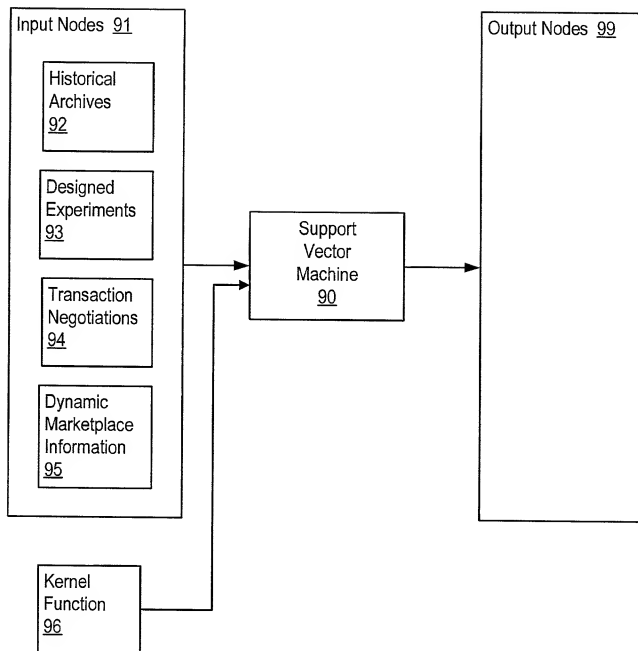 Input Nodes 91
Historical
Archives
92
Designed
Experiments
93
Transaction
Negotiations
94
Dynamic
Marketplace
Information
95
Kernel
Function
96
Support
Vector
Machine
90
Output Nodes 99